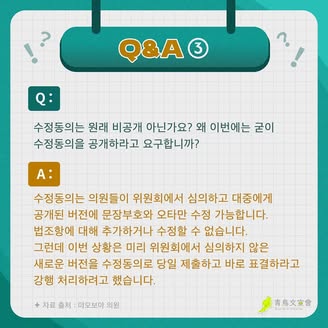 Q&A ③
Q:
수정동의는 원래 비공개 아닌가요? 왜 이번에는 굳이
수정동의을 공개하라고 요구합니까?
A:
수정동의는 의원들이 위원회에서 심의하고 대중에게
공개된 버전에 문장부호와 오타만 수정 가능합니다.
법조항에 대해 추가하거나 수정할 수 없습니다.
그런데 이번 상황은 미리 위원회에서 심의하지 않은
새로운 버전을 수정동의로 당일 제출하고 바로 표결하라고
강행 처리하려고 했습니다.
자료 출처 : 더모보야 의원
青鳥文宣會